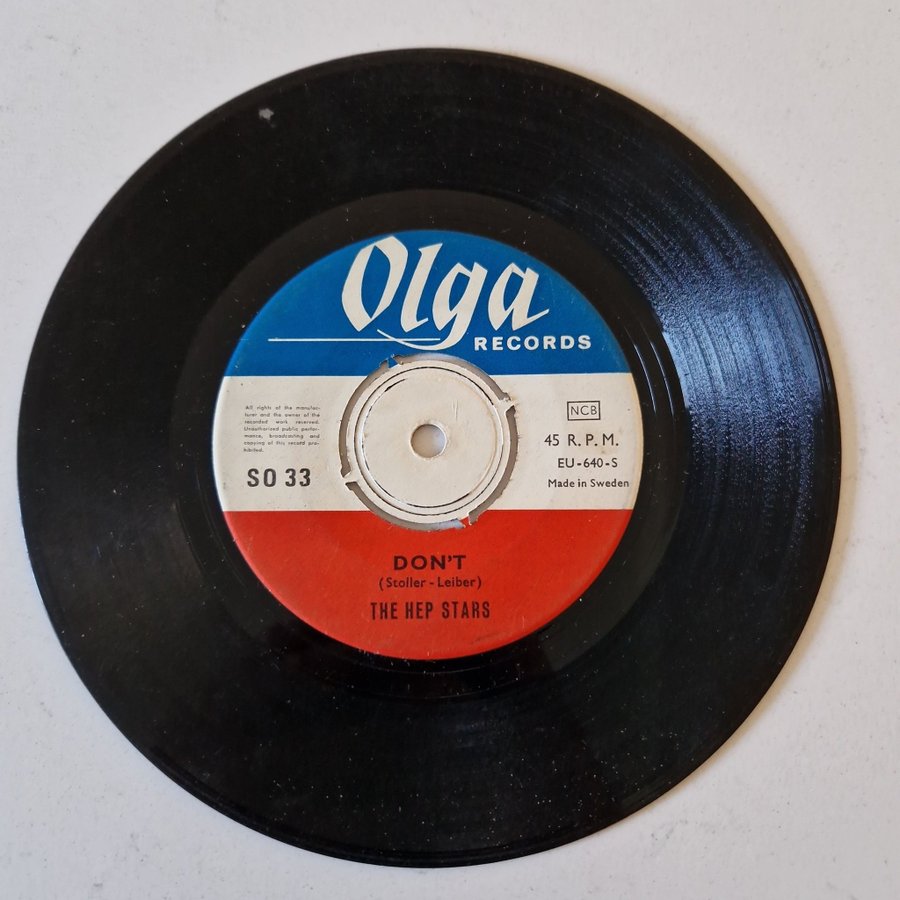 Olga
RECORDS
All rights of the manufac-
turer and the owner of the
recorded work reserved.
Unauthorized public perfor-
mance, broadcasting and
copying of this record pro-
hibited.
SO 33
NCB
45 R. P. M.
EU-640-S
Made in Sweden
DON'T
(Stoller - Leiber)
THE HEP STARS